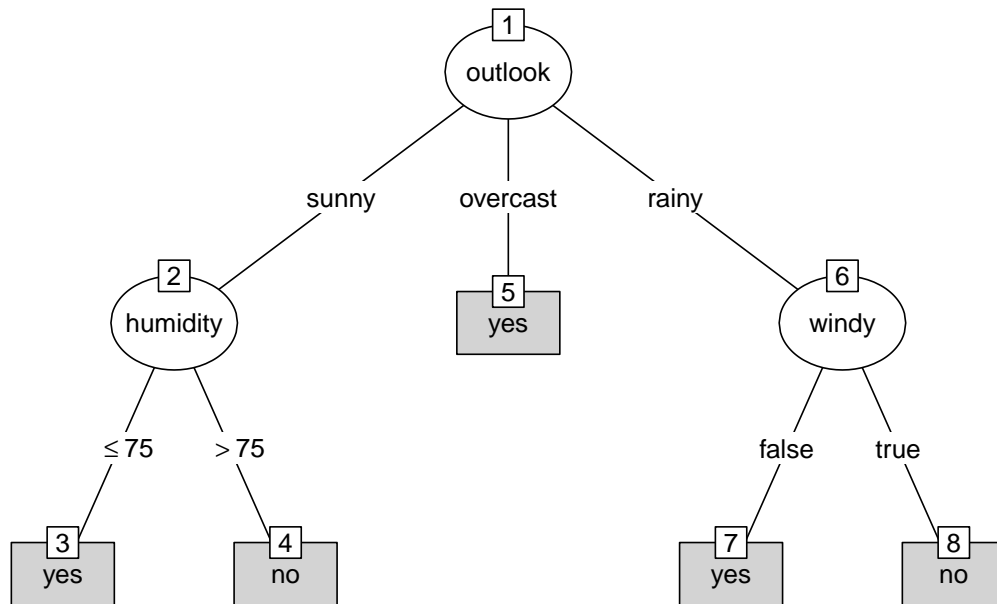 1
outlook
sunny overcast rainy
2
humidity
5
yes
6
windy
≤ 75 > 75
false true
3
yes
4
no
7
yes
8
no